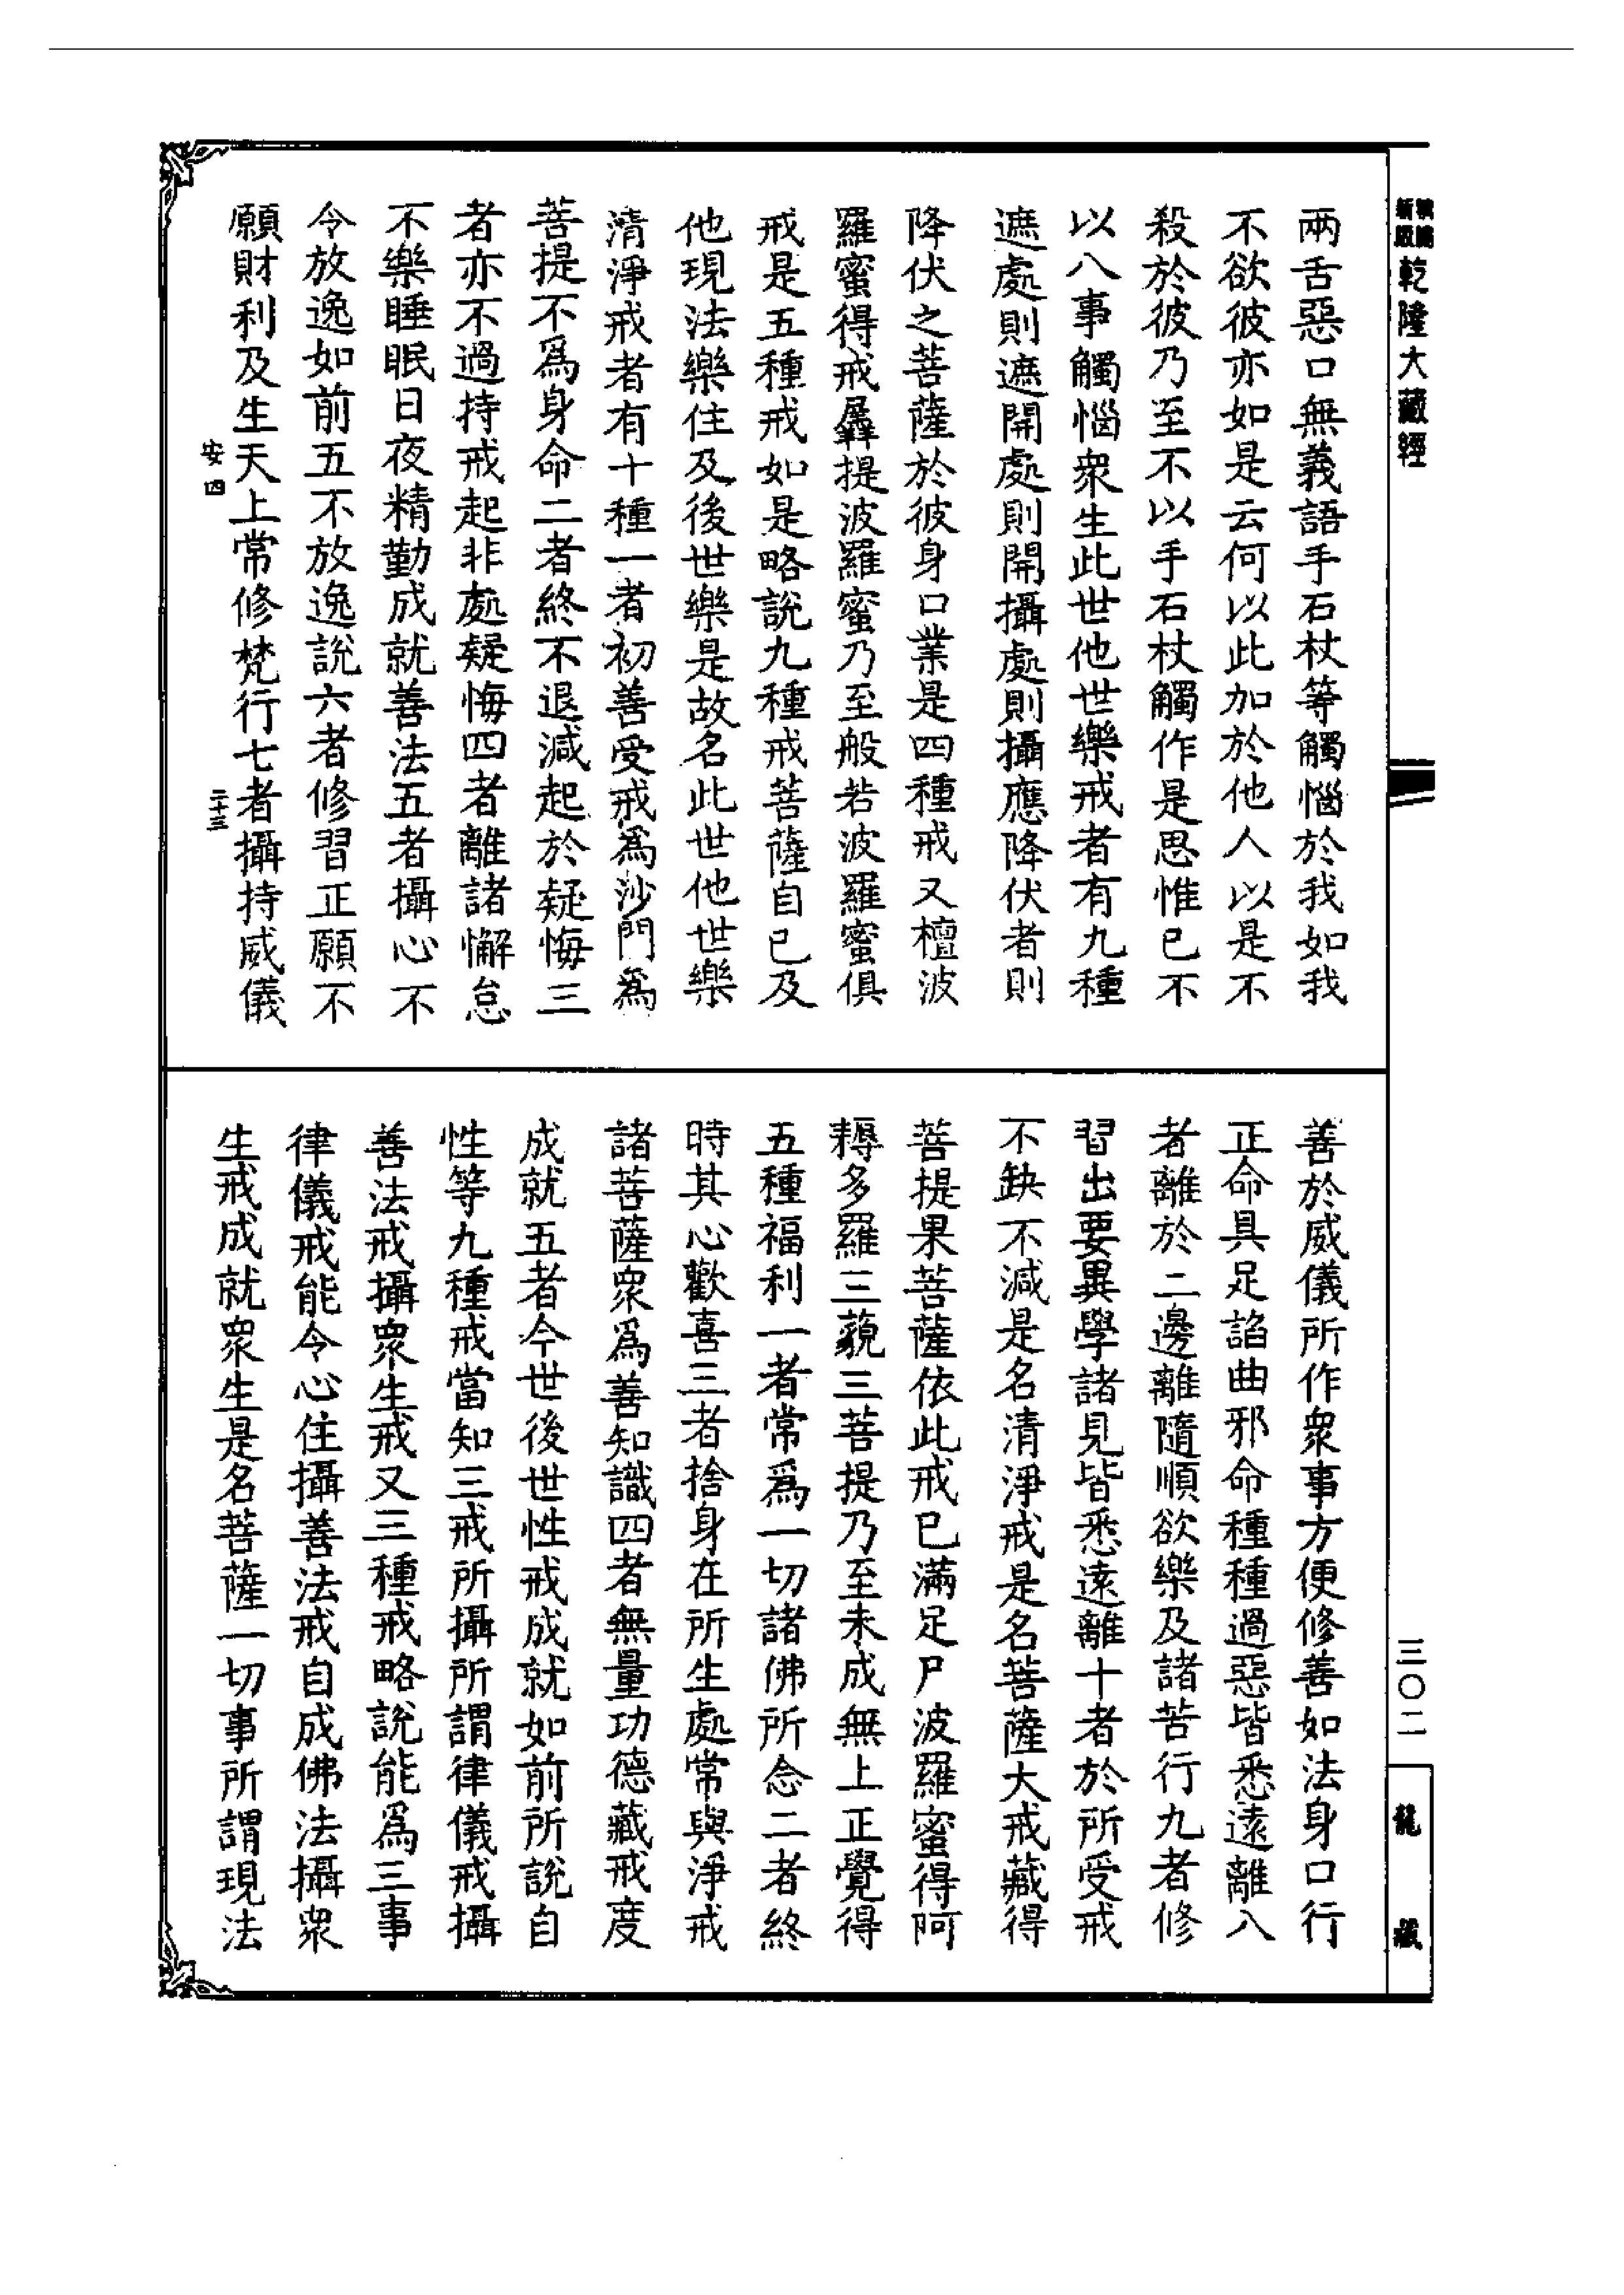 乾隆大藏經
三〇二
龍藏
兩舌惡口無義語手石杖等觸惱於我如我
不欲彼亦如是云何以此加於他人以是不
殺於彼乃至不以手石杖觸作是思惟已不
以八事觸惱衆生此世他世樂戒者有九種
遮處則遮開處則開攝處則攝應降伏者則
降伏之菩薩於彼身口業是四種戒又檀波
羅蜜得戒羼提波羅蜜乃至般若波羅蜜俱
戒是五種戒如是略說九種戒菩薩自已及
他現法樂住及後世樂是故名此世他世樂
清淨戒者有十種一者初善受戒爲沙門爲
菩提不爲身命二者終不退減起於疑悔三
者亦不過持戒起非處疑悔四者離諸懈怠
不樂睡眠日夜精勤成就善法五者攝心不
令放逸如前五不放逸說六者修習正願不
願財利及生天上常修梵行七者攝持威儀
安四
二十三
善於威儀所作衆事方便修善如法身口行
正命具足諂曲邪命種種過惡皆悉遠離八
者離於二邊離隨順欲樂及諸苦行九者修
習出要異學諸見皆悉遠離十者於所受戒
不缺不減是名清淨戒是名菩薩大戒藏得
菩提果菩薩依此戒已滿足尸波羅蜜得阿
耨多羅三藐三菩提乃至未成無上正覺得
五種福利一者常爲一切諸佛所念二者終
時其心歡喜三者捨身在所生處常與淨戒
諸菩薩衆爲善知識四者無量功德藏戒度
成就五者今世後世性戒成就如前所說自
性等九種戒當知三戒所攝所謂律儀戒攝
善法戒攝衆生戒又三種戒略說能爲三事
律儀戒能令心住攝善法戒自成佛法攝衆
生戒成就衆生是名菩薩一切事所謂現法